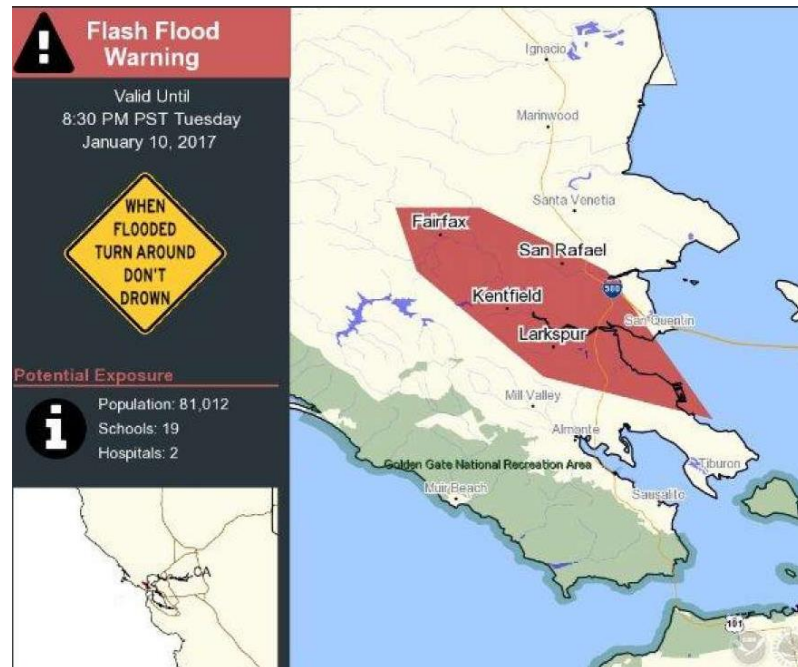 Flash Flood
Warning
Valid Until
8:30 PM PST Tuesday
January 10, 2017
WHEN
FLOODED
TURN AROUND
DON'T
DROWN
Potential Exposure
Population: 81,012
Schools: 19
Hospitals: 2
CA
Ignacio
Marinwood
Santa Venetia
Fairfax
San Rafael
580
Kentfield
San Quentin
Larkspur
Mill Valley
Almonte
Golden Gate National Recreation Area
Tiburon
Muir Beach
Sausalito
101